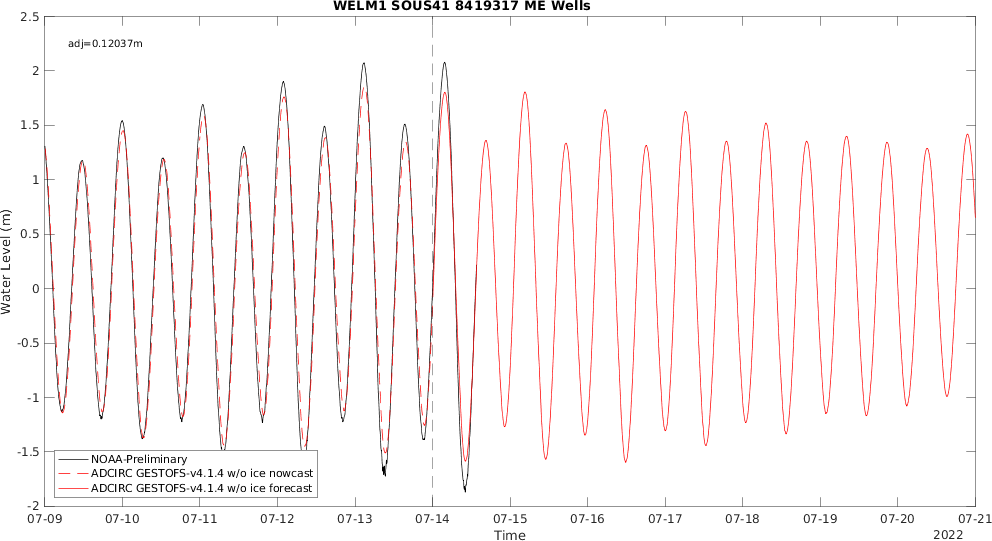 WELM1 SOUS41 8419317 ME Wells
adj=0.12037m
Water Level (m)
2.5
2
1.5
1
0.5
0
-0.5
-1
-1.5
-2
NOAA-Preliminary
ADCIRC GESTOFS-v4.1.4 w/o ice nowcast
ADCIRC GESTOFS-v4.1.4 w/o ice forecast
07-09 07-10 07-11 07-12 07-13 07-14 07-15 07-16 07-17 07-18 07-19 07-20 07-21
Time
2022